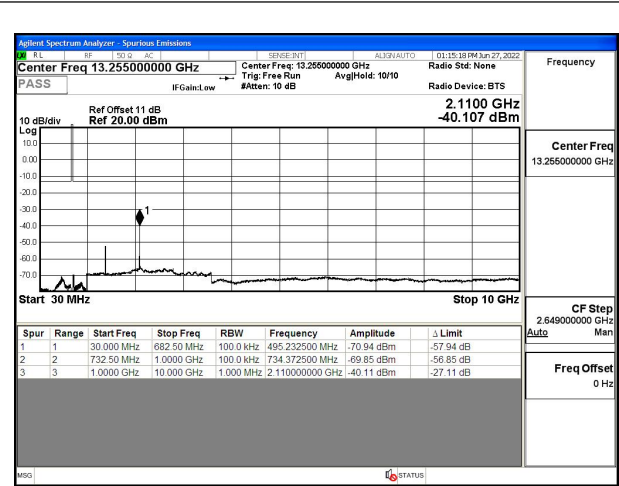 Agilent Spectrum Analyzer - Spurious Emissions
RL RF 50 Ω AC SENSE:INT ALIGNAUTO 01:15:18 PM Jun 27, 2022
Center Freq 13.255000000 GHz Center Freq: 13.255000000 GHz Radio Std: None
Trig: Free Run Avg|Hold: 10/10
PASS IFGain:Low #Atten: 10 dB Radio Device: BTS
Frequency
Ref Offset 11 dB 2.1100 GHz
10 dB/div Ref 20.00 dBm -40.107 dBm
Log
10.0
0.00
-10.0
-20.0
-30.0
1
-40.0
-50.0
-60.0
-70.0
Start 30 MHz Stop 10 GHz
Center Freq
13.255000000 GHz
CF Step
2.649000000 GHz
Auto Man
Freq Offset
0 Hz
Spur Range Start Freq Stop Freq RBW Frequency Amplitude Δ Limit
1 1 30.000 MHz 682.50 MHz 100.0 kHz 495.232500 MHz -70.94 dBm -57.94 dB
2 2 732.50 MHz 1.0000 GHz 100.0 kHz 734.372500 MHz -69.85 dBm -56.85 dB
3 3 1.0000 GHz 10.000 GHz 1.000 MHz 2.110000000 GHz -40.11 dBm -27.11 dB
MSG STATUS